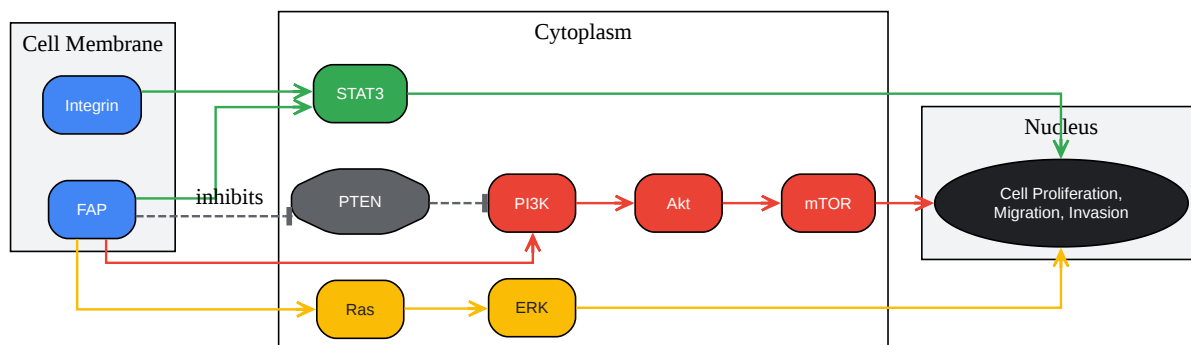 Cell Membrane
Cytoplasm
Integrin
STAT3
Nucleus
FAP
inhibits
PTEN
PI3K
Akt
mTOR
Cell Proliferation,
Migration, Invasion
Ras
ERK